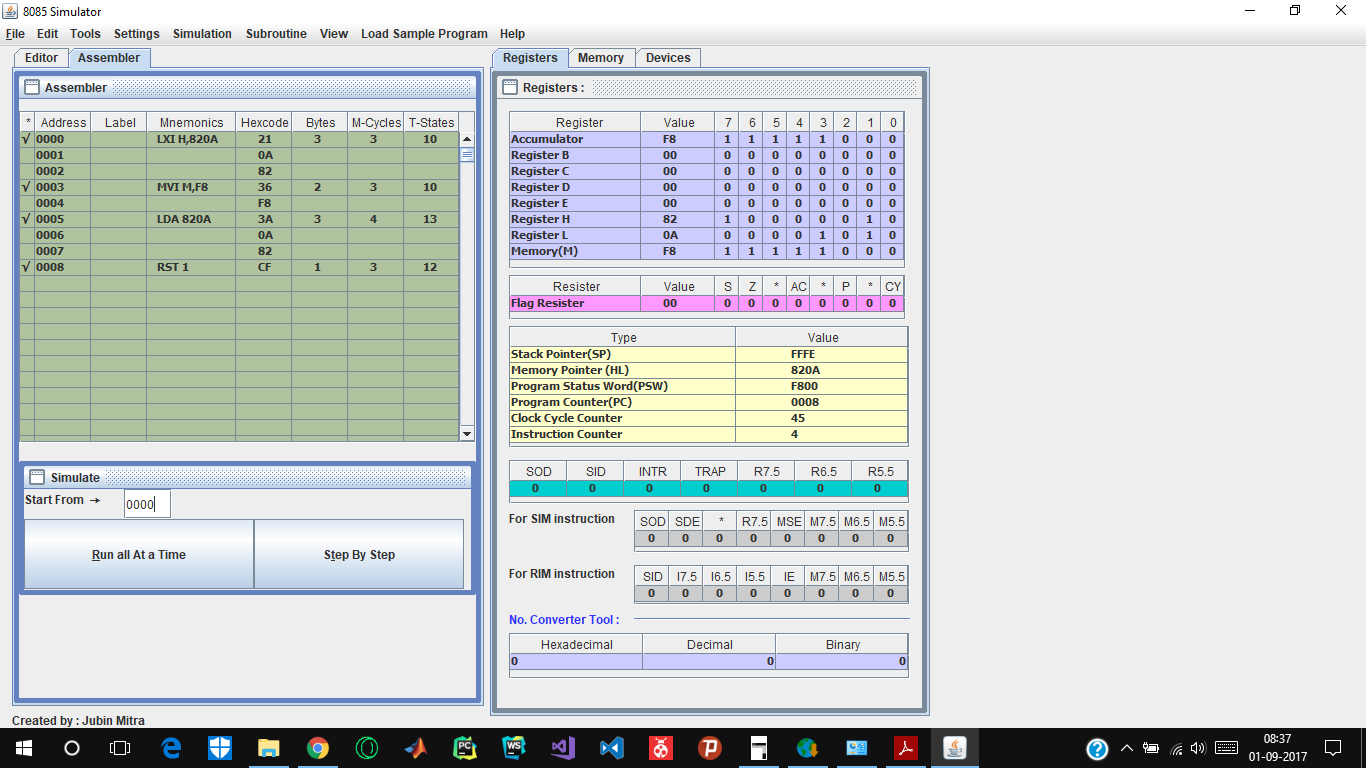 8085 Simulator
File Edit Tools Settings Simulation Subroutine View Load Sample Program Help
Editor Assembler
Assembler
* Address Label Mnemonics Hexcode Bytes M-Cycles T-States
√ 0000 LXI H,820A 21 3 3 10
0001 0A
0002 82
√ 0003 MVI M,F8 36 2 3 10
0004 F8
√ 0005 LDA 820A 3A 3 4 13
0006 0A
0007 82
√ 0008 RST 1 CF 1 3 12
Simulate
Start From → 0000
Run all At a Time Step By Step
Created by : Jubin Mitra
Registers Memory Devices
Registers :
Register Value 7 6 5 4 3 2 1 0
Accumulator F8 1 1 1 1 1 0 0 0
Register B 00 0 0 0 0 0 0 0 0
Register C 00 0 0 0 0 0 0 0 0
Register D 00 0 0 0 0 0 0 0 0
Register E 00 0 0 0 0 0 0 0 0
Register H 82 1 0 0 0 0 0 1 0
Register L 0A 0 0 0 0 1 0 1 0
Memory(M) F8 1 1 1 1 1 0 0 0
Resister Value S Z * AC * P * CY
Flag Resister 00 0 0 0 0 0 0 0 0
Type Value
Stack Pointer(SP) FFFE
Memory Pointer (HL) 820A
Program Status Word(PSW) F800
Program Counter(PC) 0008
Clock Cycle Counter 45
Instruction Counter 4
SOD SID INTR TRAP R7.5 R6.5 R5.5
0 0 0 0 0 0 0
For SIM instruction SOD SDE * R7.5 MSE M7.5 M6.5 M5.5
0 0 0 0 0 0 0 0
For RIM instruction SID I7.5 I6.5 I5.5 IE M7.5 M6.5 M5.5
0 0 0 0 0 0 0 0
No. Converter Tool :
Hexadecimal Decimal Binary
0 0 0
PC WS
08:37
01-09-2017